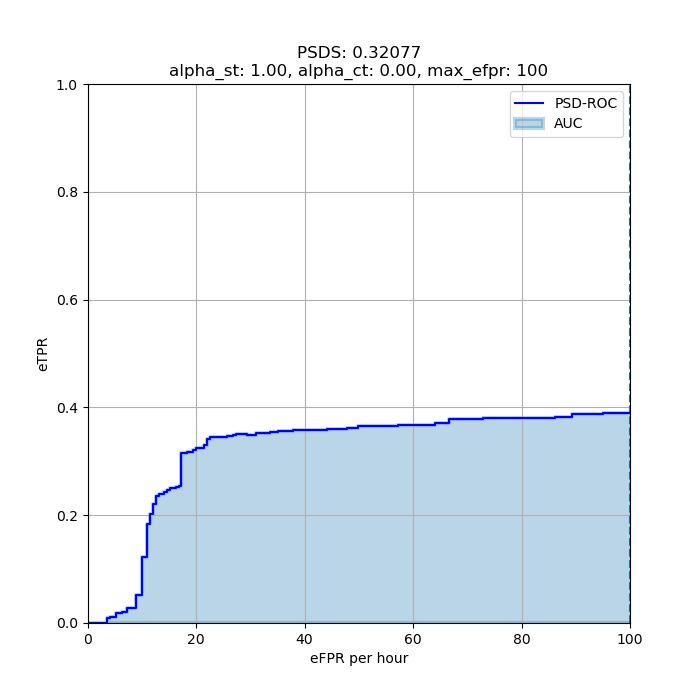 PSDS: 0.32077
alpha_st: 1.00, alpha_ct: 0.00, max_efpr: 100
1.0
0.8
0.6
0.4
0.2
0.0
eTPR
PSD-ROC
AUC
0 20 40 60 80 100
eFPR per hour